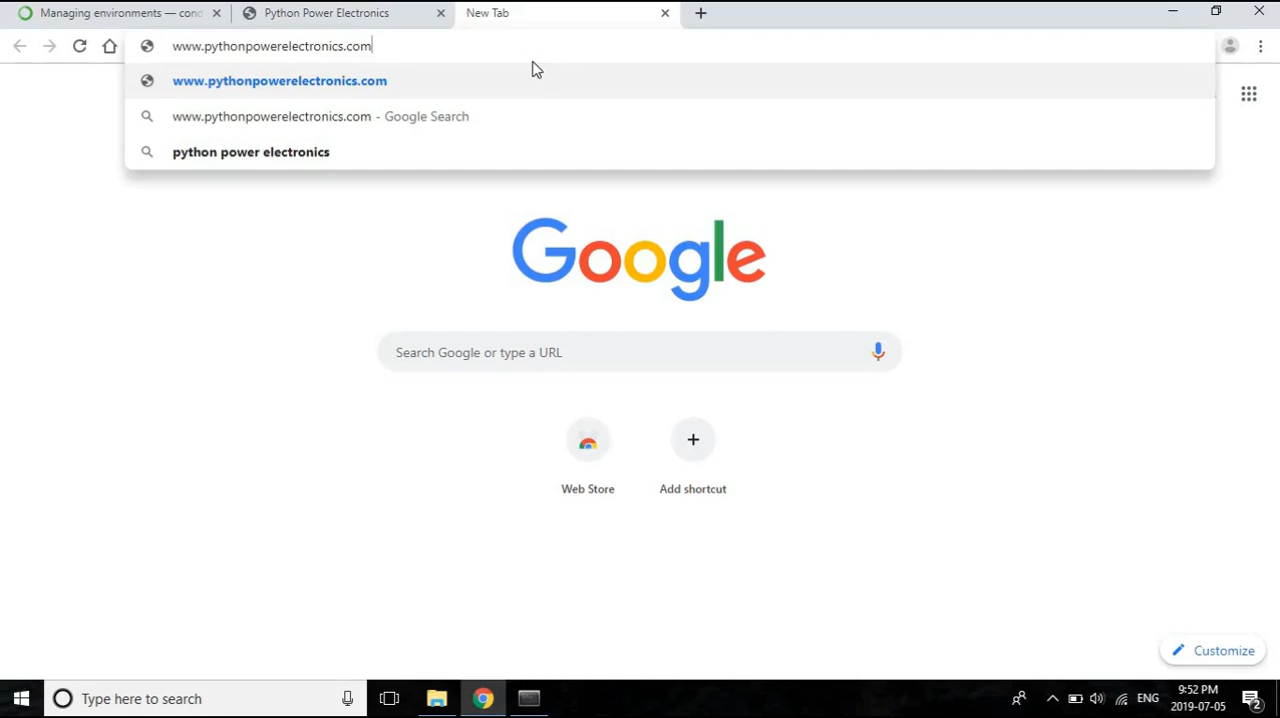 Managing environments — cond
Python Power Electronics
New Tab
www.pythonpowerelectronics.com
www.pythonpowerelectronics.com
www.pythonpowerelectronics.com - Google Search
python power electronics
Google
Search Google or type a URL
Web Store
Add shortcut
Customize
Type here to search
ENG
9:52 PM
2019-07-05
2